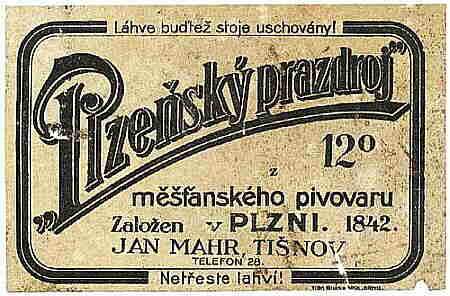 Láhve buďtež stoje uschovány!
„Plzeňský prazdroj”
12°
z
měšťanského pivovaru
Založen v PLZNI. 1842.
JAN MAHR, TIŠNOV
TELEFON 28.
Netřeste lahví!